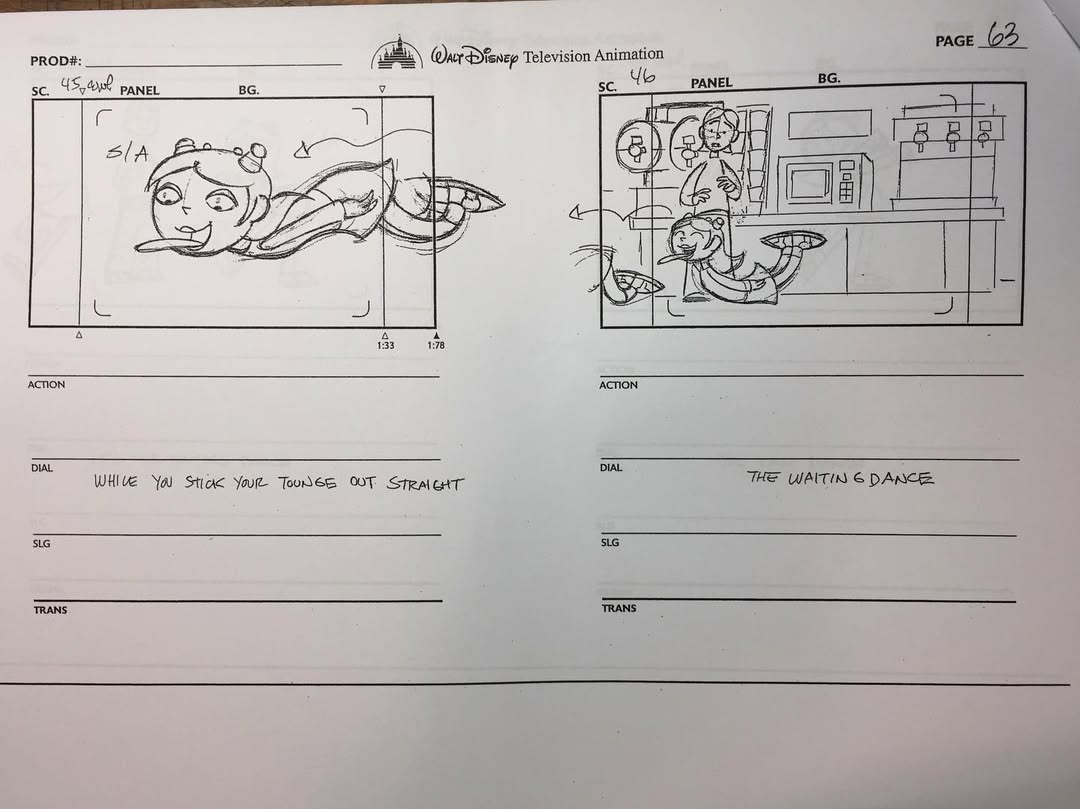 PROD#:
WALT DISNEY Television Animation
PAGE 63
SC. 45 PANEL BG.
S/A
1:33 1:78
ACTION
DIAL WHILE YOU STICK YOUR TOUNGE OUT STRAIGHT
SLG
TRANS
SC. 46 PANEL BG.
ACTION
DIAL THE WAITING DANCE
SLG
TRANS